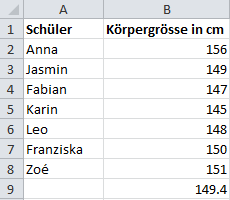 A B
1 Schüler Körpergrösse in cm
2 Anna 156
3 Jasmin 149
4 Fabian 147
5 Karin 145
6 Leo 148
7 Franziska 150
8 Zoé 151
9 149.4